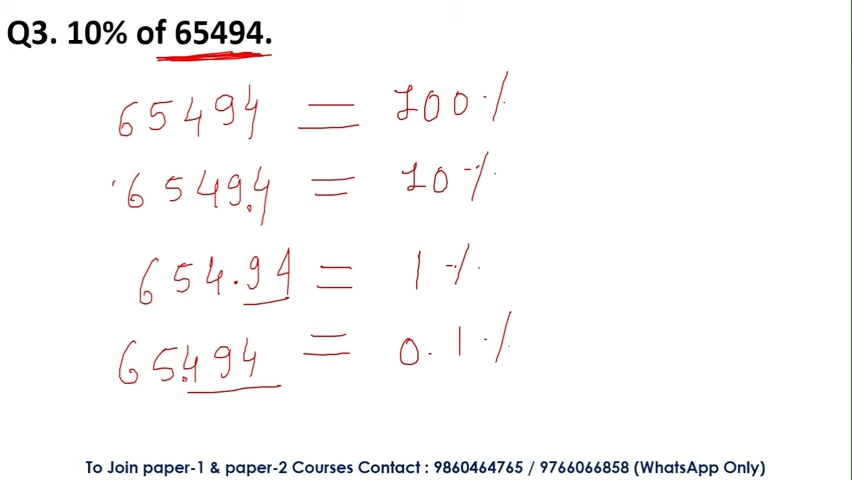 Q3. 10% of 65494.
65494 = 100%
6549.4 = 10%
654.94 = 1%
65.494 = 0.1%
To Join paper-1 & paper-2 Courses Contact : 9860464765 / 9766066858 (WhatsApp Only)